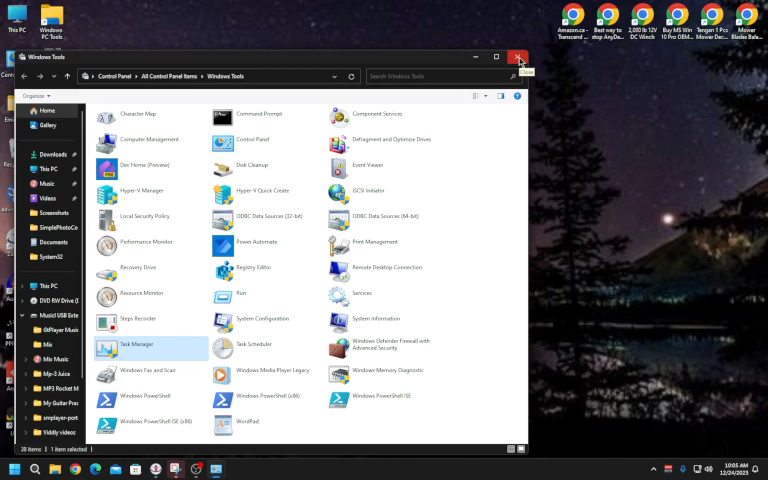 This PC
Windows
PC Tools
Amazon.ca -
Transcend ...
Best way to
stop AnyDe...
2,000 lb 12V
DC Winch
Buy MS Win
10 Pro OEM...
Tengen 1 Pcs
Mower Dec...
Mower
Blades Bala...
Windows Tools
Close
Control Panel > All Control Panel Items > Windows Tools
Search Windows Tools
Organize
Home
Gallery
Downloads
This PC
Music
Videos
Screenshots
SimplePhotoCo
Documents
System32
This PC
DVD RW Drive (
Musicl USB Exte
GtPlayer Music
Mix
Mix Music
Mp-3 Juice
MP3 Rocket M
My Guitar Prac
smplayer-port
Viddly videos
Character Map
Command Prompt
Component Services
Computer Management
Control Panel
Defragment and Optimize Drives
Dev Home (Preview)
Disk Cleanup
Event Viewer
Hyper-V Manager
Hyper-V Quick Create
iSCSI Initiator
Local Security Policy
ODBC Data Sources (32-bit)
ODBC Data Sources (64-bit)
Performance Monitor
Power Automate
Print Management
Recovery Drive
Registry Editor
Remote Desktop Connection
Resource Monitor
Run
Services
Steps Recorder
System Configuration
System Information
Task Manager
Task Scheduler
Windows Defender Firewall with
Advanced Security
Windows Fax and Scan
Windows Media Player Legacy
Windows Memory Diagnostic
Windows PowerShell
Windows PowerShell (x86)
Windows PowerShell ISE
Windows PowerShell ISE (x86)
WordPad
38 items
1 item selected
10:05 AM
12/24/2023